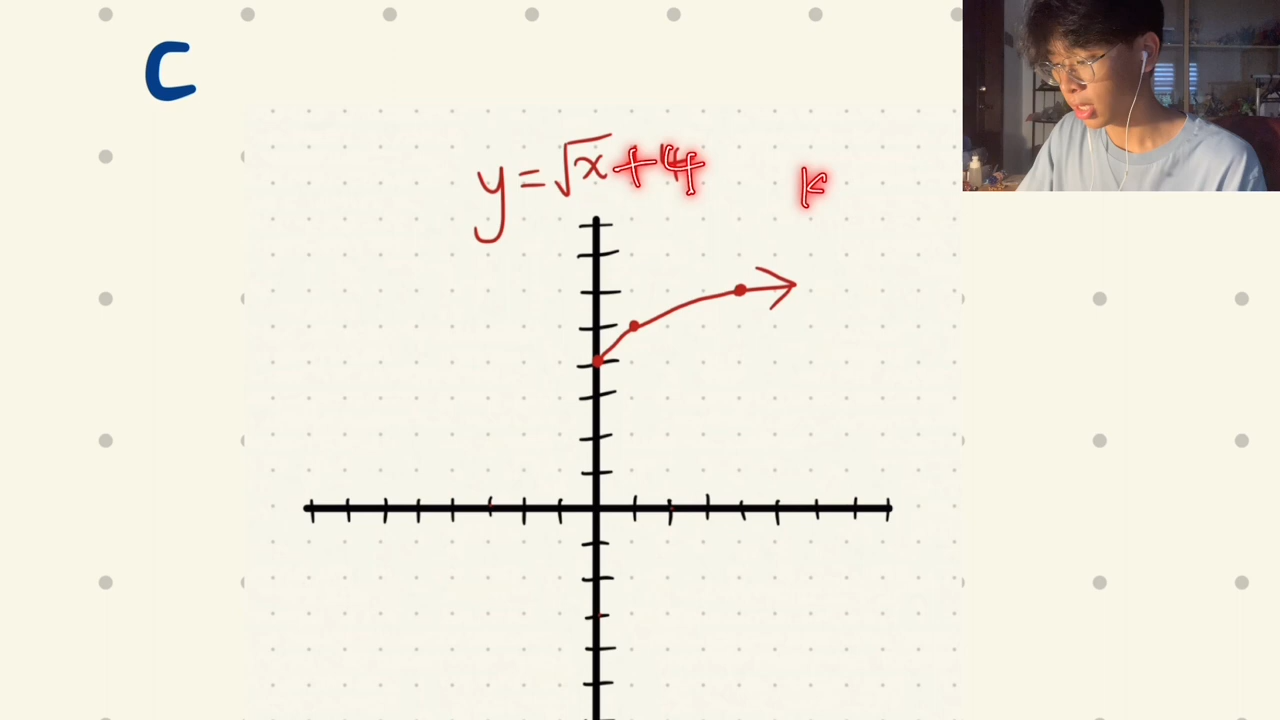 C
y = √x + 4
k